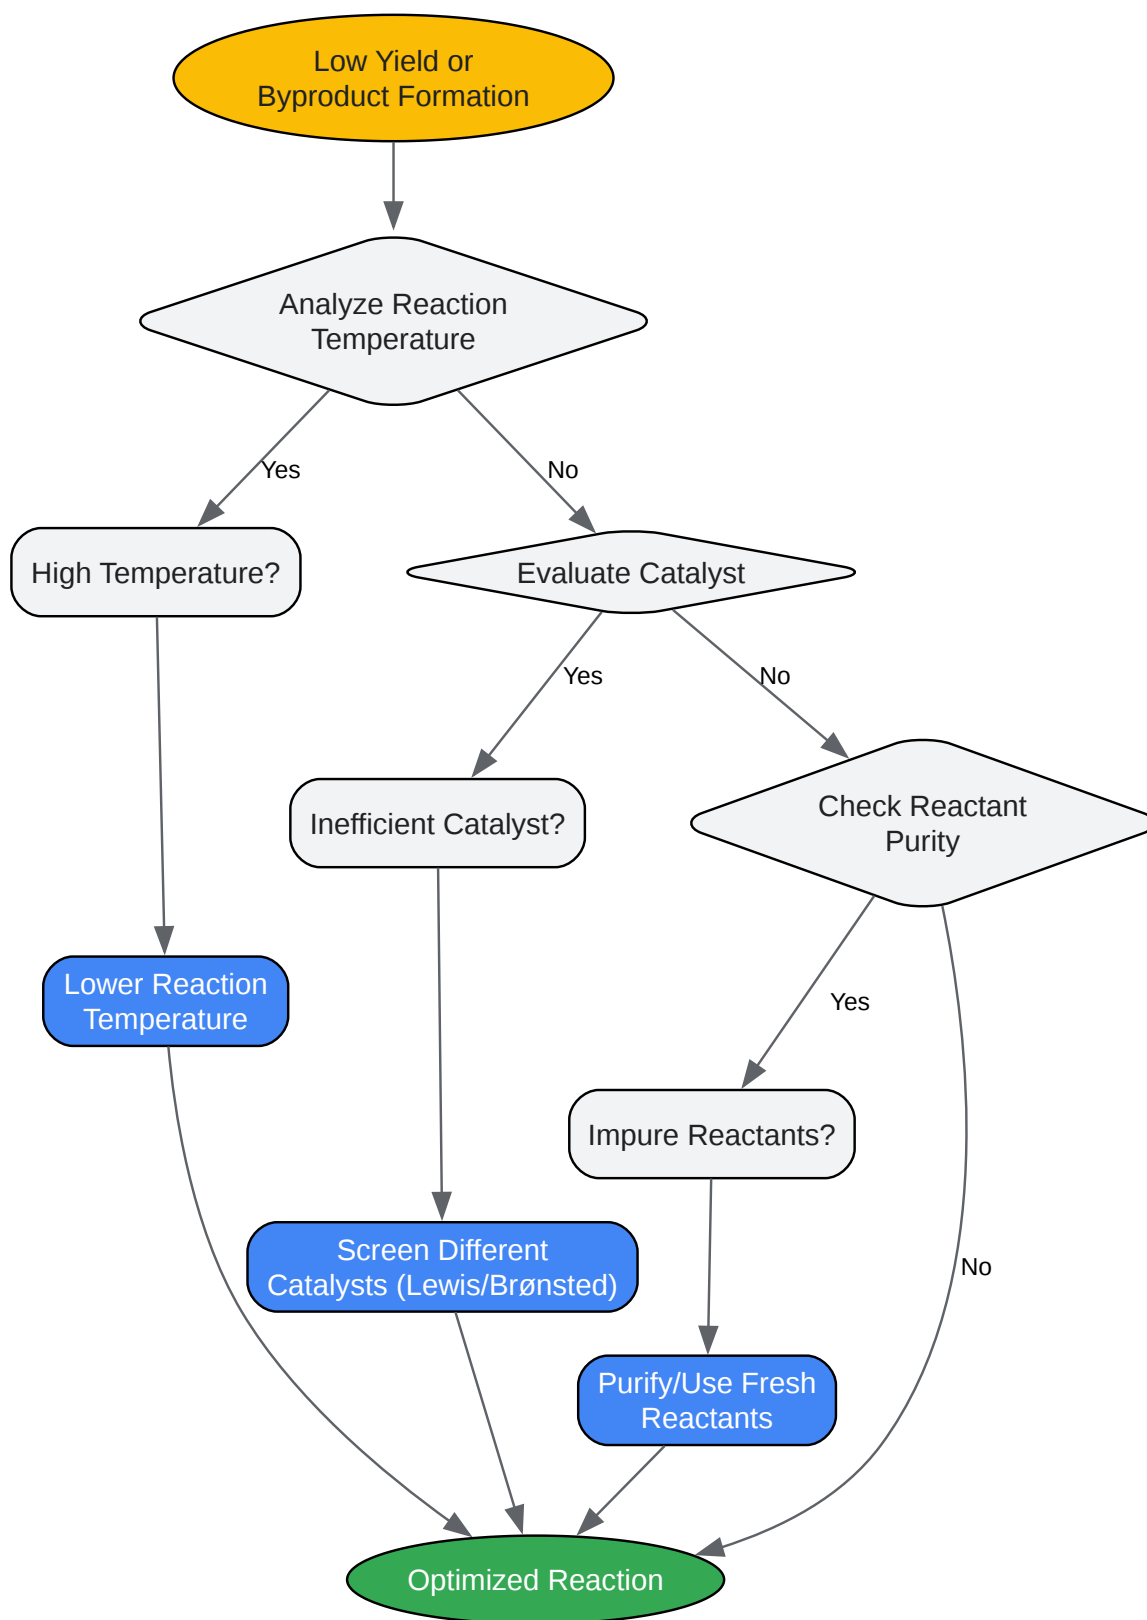 Low Yield or
Byproduct Formation
Analyze Reaction
Temperature
Yes
No
High Temperature?
Evaluate Catalyst
Yes
No
Inefficient Catalyst?
Check Reactant
Purity
Lower Reaction
Temperature
Yes
Impure Reactants?
Screen Different
Catalysts (Lewis/Brønsted)
No
Purify/Use Fresh
Reactants
Optimized Reaction